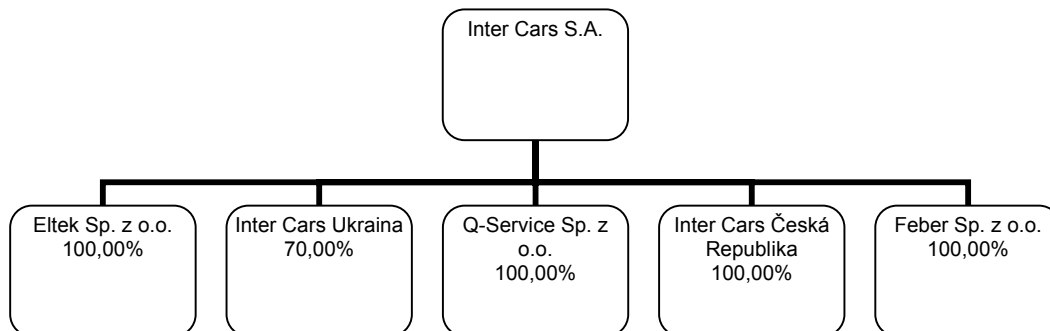 Inter Cars S.A.
Eltek Sp. z o.o.
100,00%
Inter Cars Ukraina
70,00%
Q-Service Sp. z
o.o.
100,00%
Inter Cars Česká
Republika
100,00%
Feber Sp. z o.o.
100,00%